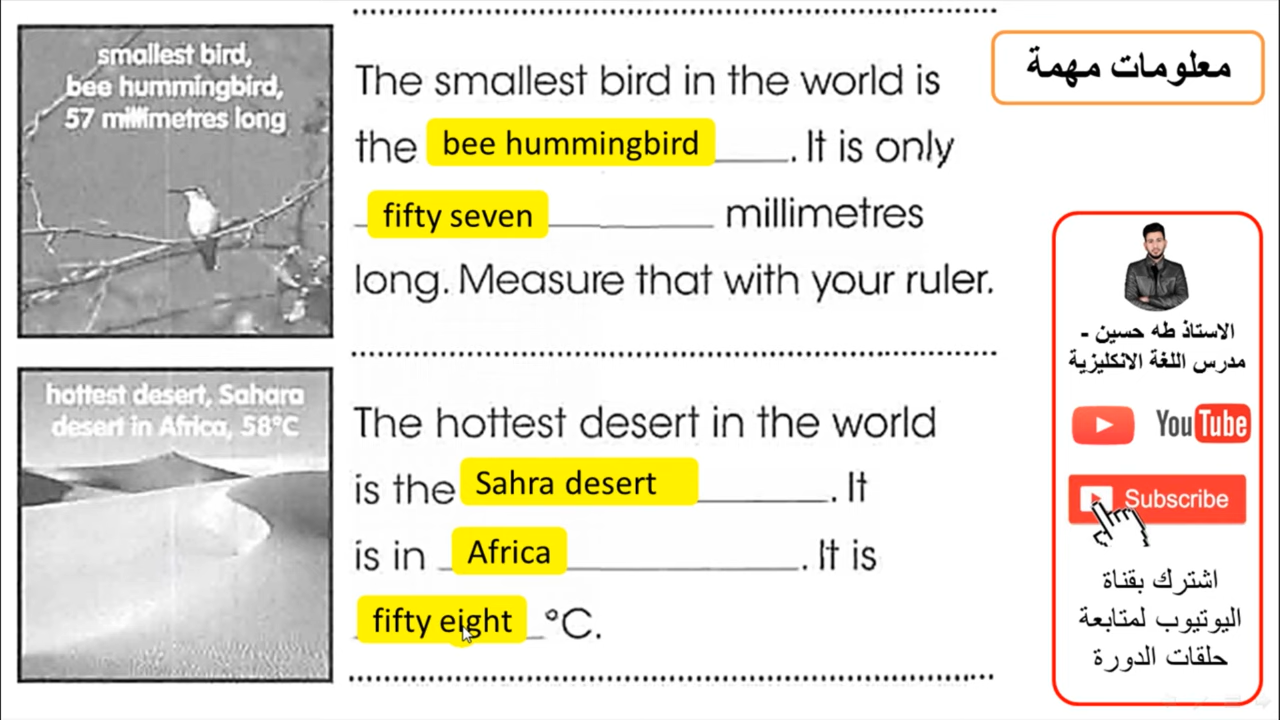 smallest bird,
bee hummingbird,
57 millimetres long
The smallest bird in the world is
the bee hummingbird. It is only
fifty seven millimetres
long. Measure that with your ruler.
hottest desert, Sahara
desert in Africa, 58°C
The hottest desert in the world
is the Sahra desert. It
is in Africa. It is
fifty eight °C.
معلومات مهمة
الاستاذ طه حسين -
مدرس اللغة الانكليزية
YouTube
Subscribe
اشترك بقناة
اليوتيوب لمتابعة
حلقات الدورة